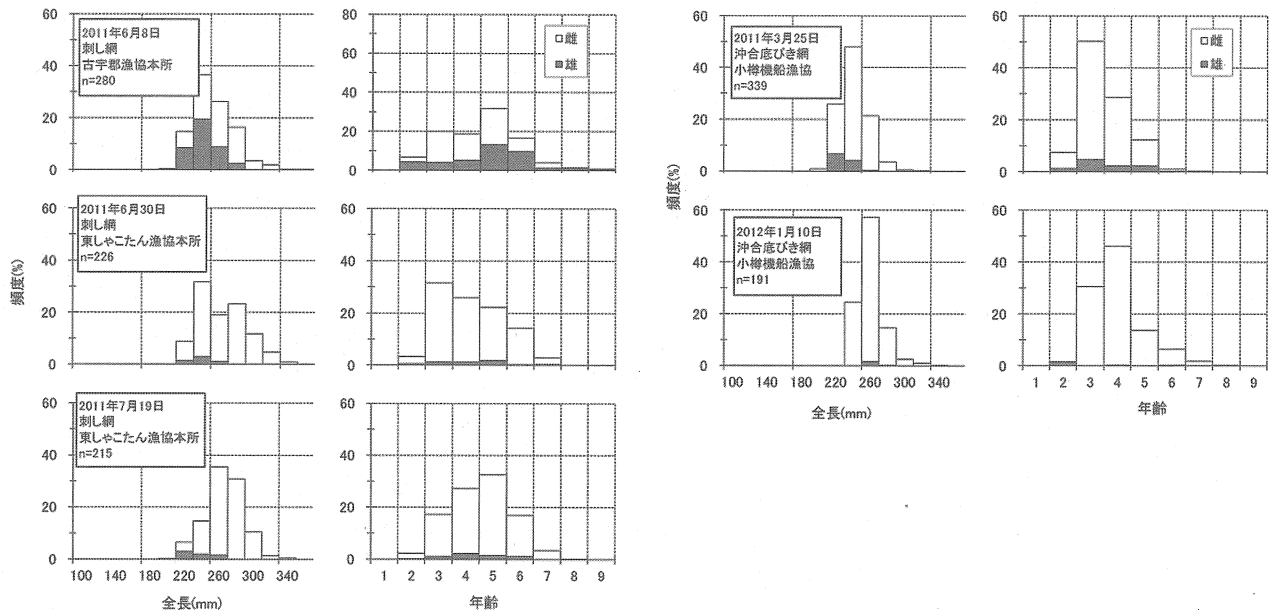 2011年6月8日
刺し網
古宇郡漁協本所
n=280
60
40
20
0
80
60
40
20
0
雌
雄
2011年6月30日
刺し網
東しゃこたん漁協本所
n=226
60
40
20
0
60
40
20
0
頻度(%)
2011年7月19日
刺し網
東しゃこたん漁協本所
n=215
60
40
20
0
100 140 180 220 260 300 340
全長(mm)
60
40
20
0
1 2 3 4 5 6 7 8 9
年齢
2011年3月25日
沖合底びき網
小樽機船漁協
n=339
60
40
20
0
60
40
20
0
雌
雄
頻度(%)
2012年1月10日
沖合底びき網
小樽機船漁協
n=191
60
40
20
0
100 140 180 220 260 300 340
全長(mm)
60
40
20
0
1 2 3 4 5 6 7 8 9
年齢